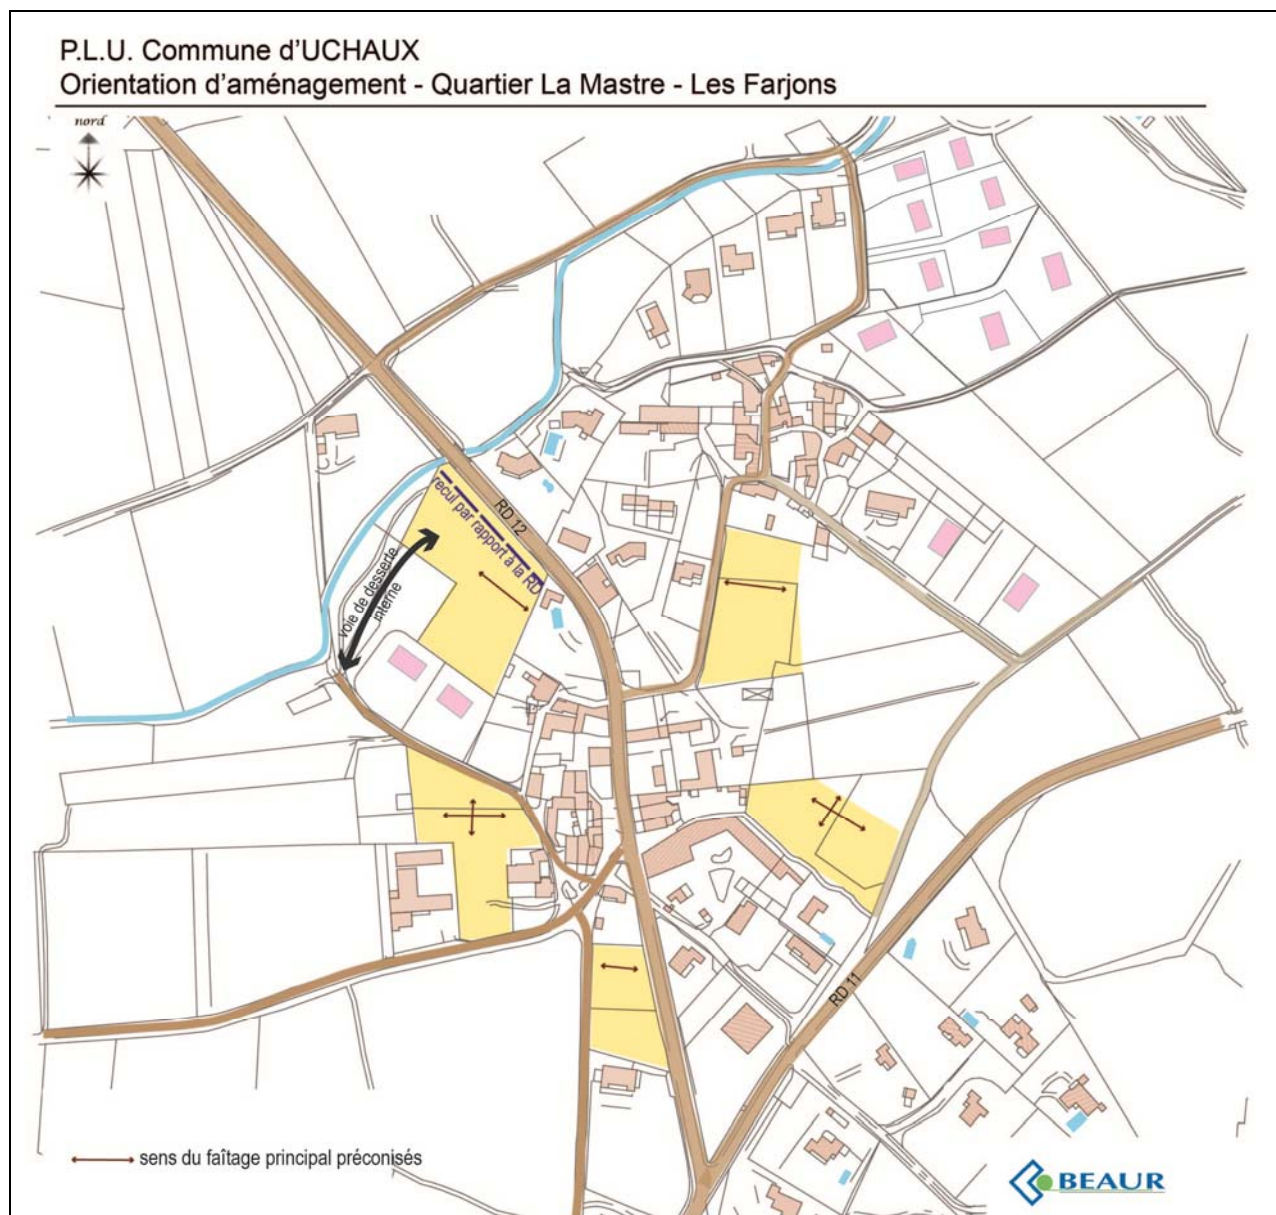 P.L.U. Commune d'UCHAUX
Orientation d'aménagement - Quartier La Mastre - Les Farjons
nord
RD 12
recul par rapport à la RD
voie de desserte
interne
RD 11
sens du faîtage principal préconisés
BEAUR